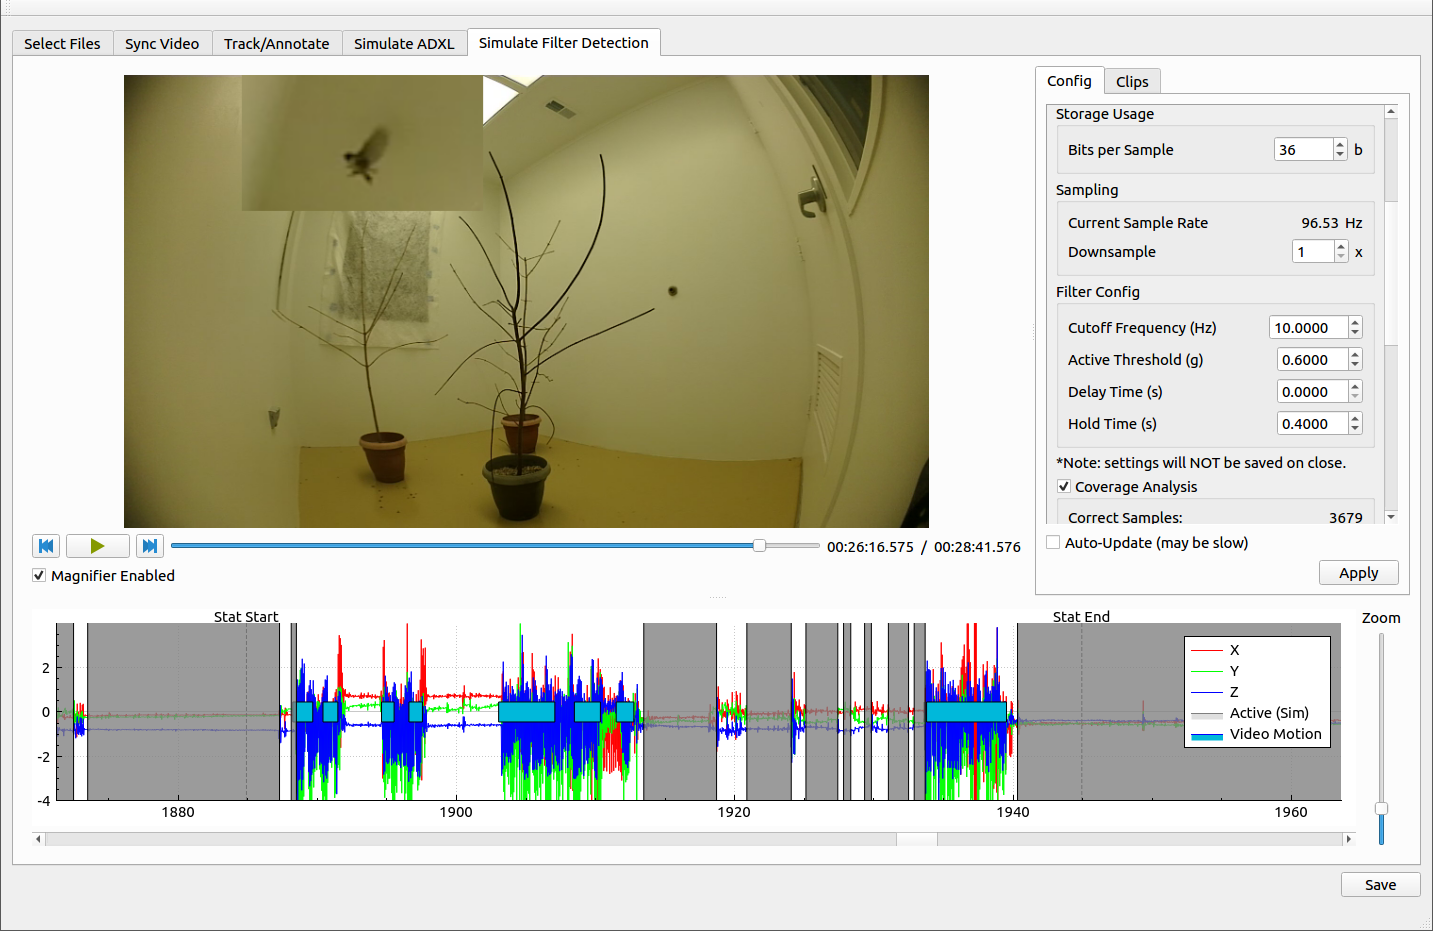 Select Files Sync Video Track/Annotate Simulate ADXL Simulate Filter Detection
Config Clips
Storage Usage
Bits per Sample 36 b
Sampling
Current Sample Rate 96.53 Hz
Downsample 1 x
Filter Config
Cutoff Frequency (Hz) 10.0000
Active Threshold (g) 0.6000
Delay Time (s) 0.0000
Hold Time (s) 0.4000
*Note: settings will NOT be saved on close.
Coverage Analysis
Correct Samples: 3679
Auto-Update (may be slow)
Apply
00:26:16.575 / 00:28:41.576
Magnifier Enabled
Stat Start Stat End
Zoom
2
0
-2
-4
1880 1900 1920 1940 1960
X
Y
Z
Active (Sim)
Video Motion
Save